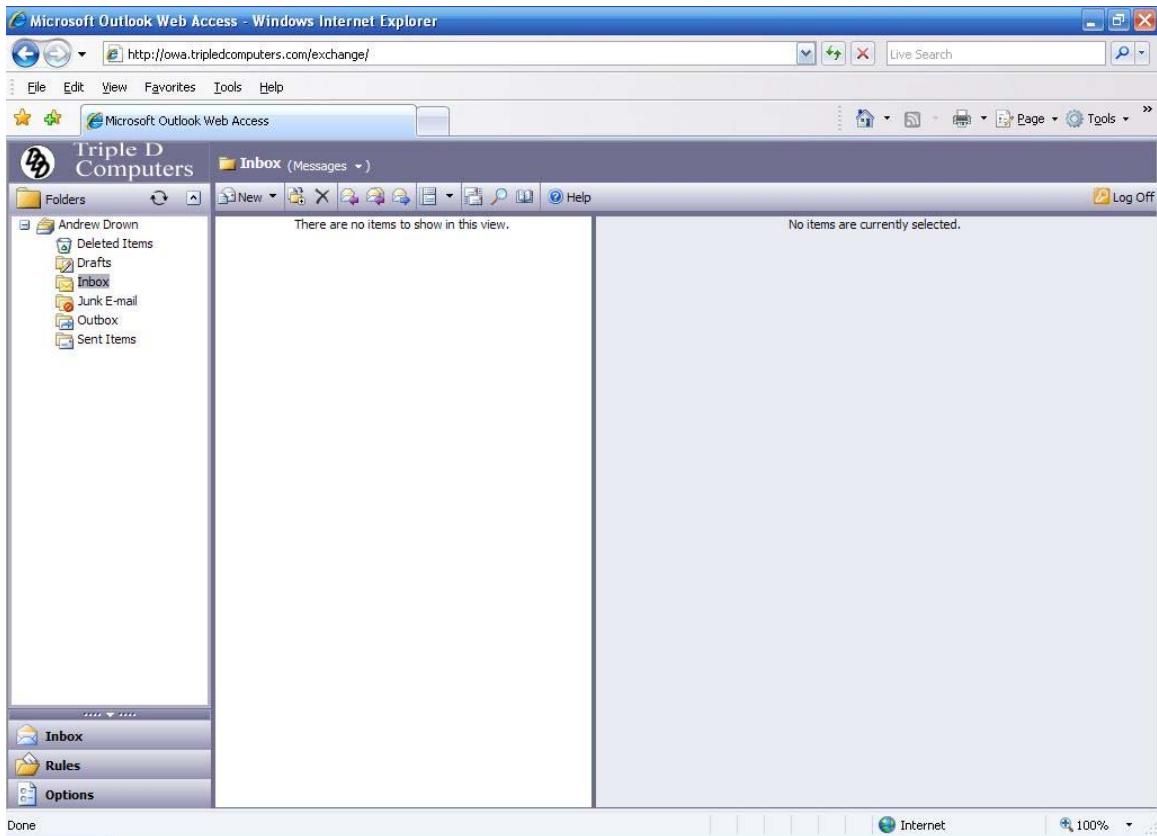 Microsoft Outlook Web Access - Windows Internet Explorer
http://owa.tripledcomputers.com/exchange/
Live Search
File Edit View Favorites Tools Help
Microsoft Outlook Web Access
Page Tools »
Triple D
Computers
Inbox (Messages)
Folders
New
Help
Log Off
Andrew Drown
Deleted Items
Drafts
Inbox
Junk E-mail
Outbox
Sent Items
There are no items to show in this view.
No items are currently selected.
Inbox
Rules
Options
Done
Internet
100%